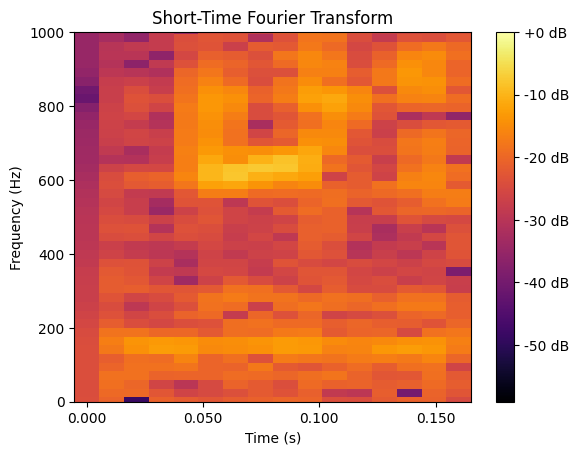 Short-Time Fourier Transform
1000
800
600
400
200
0
Frequency (Hz)
0.000
0.050
0.100
0.150
Time (s)
+0 dB
-10 dB
-20 dB
-30 dB
-40 dB
-50 dB